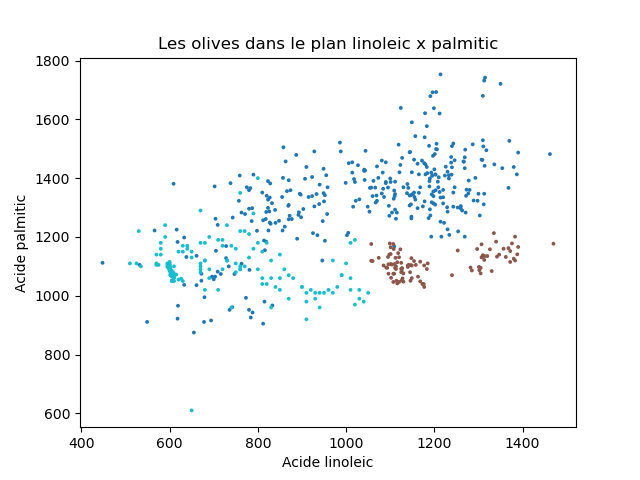 Les olives dans le plan linoleic x palmitic
1800
1600
1400
1200
1000
800
600
Acide palmitic
400 600 800 1000 1200 1400
Acide linoleic